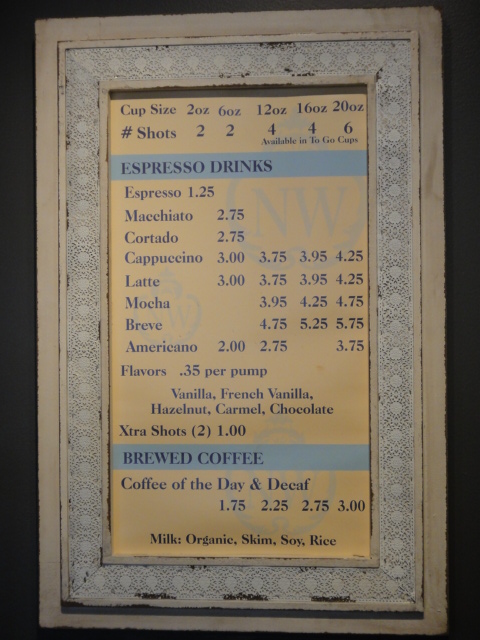 Cup Size 2oz 6oz 12oz 16oz 20oz
# Shots 2 2 4 4 6
Available in To Go Cups
ESPRESSO DRINKS
Espresso 1.25
Macchiato 2.75
Cortado 2.75
Cappuccino 3.00 3.75 3.95 4.25
Latte 3.00 3.75 3.95 4.25
Mocha 3.95 4.25 4.75
Breve 4.75 5.25 5.75
Americano 2.00 2.75 3.75
Flavors .35 per pump
Vanilla, French Vanilla,
Hazelnut, Carmel, Chocolate
Xtra Shots (2) 1.00
BREWED COFFEE
Coffee of the Day & Decaf
1.75 2.25 2.75 3.00
Milk: Organic, Skim, Soy, Rice
NW
NW